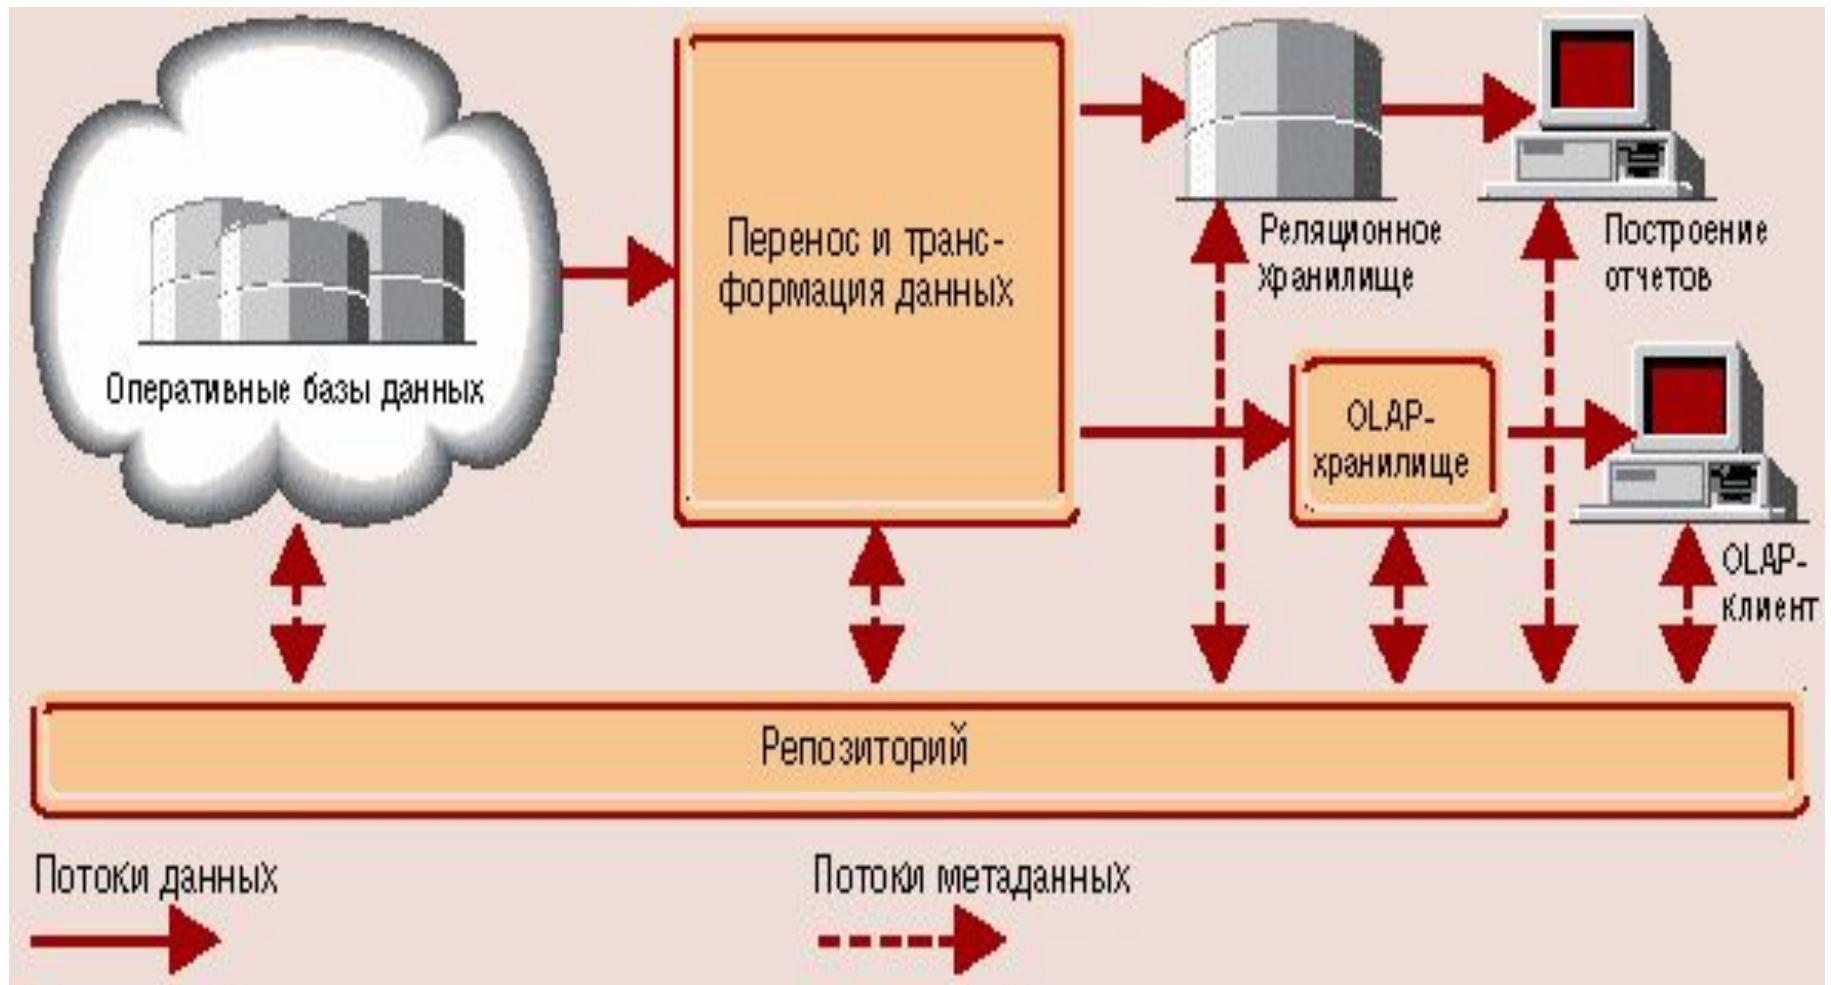 Оперативные базы данных
Перенос и транс-
формация данных
Реляционное
хранилище
Построение
отчетов
OLAP-
хранилище
OLAP-
клиент
Репозиторий
Потоки данных
Потоки метаданных